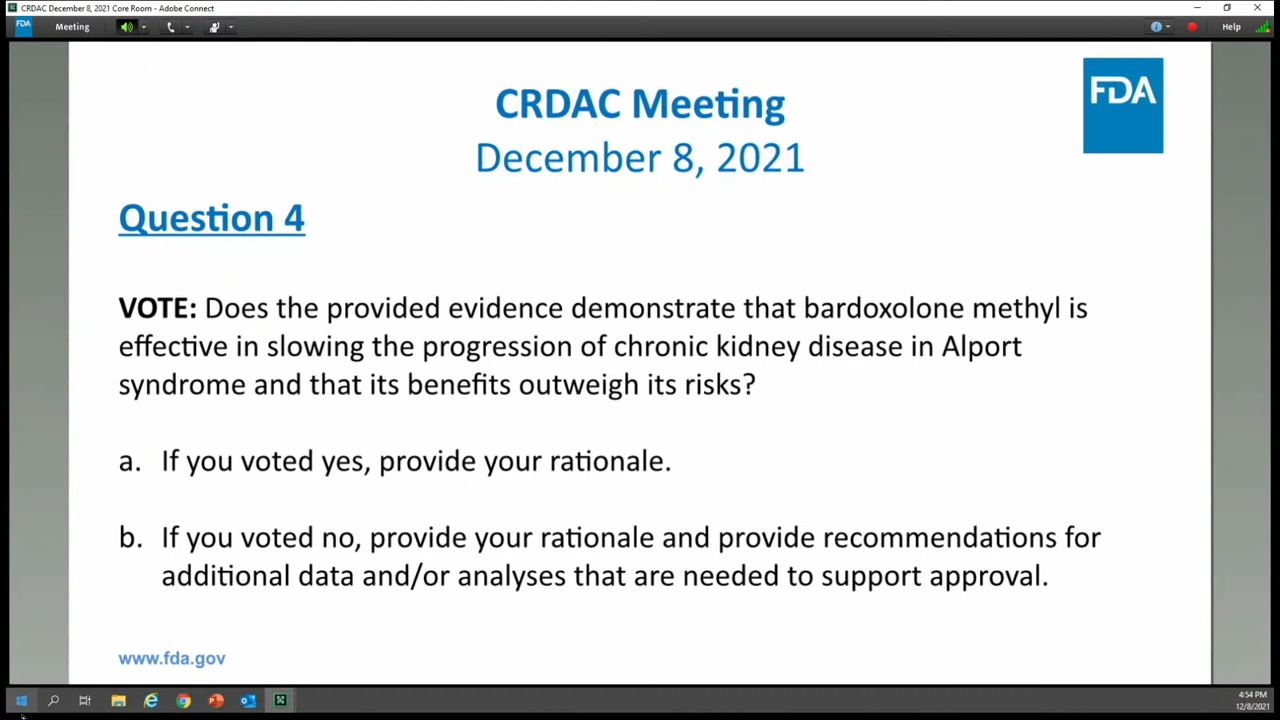 CRDAC December 8, 2021 Core Room - Adobe Connect
FDA
Meeting
Help
CRDAC Meeting
FDA
December 8, 2021
Question 4
VOTE: Does the provided evidence demonstrate that bardoxolone methyl is
effective in slowing the progression of chronic kidney disease in Alport
syndrome and that its benefits outweigh its risks?
a. If you voted yes, provide your rationale.
b. If you voted no, provide your rationale and provide recommendations for
additional data and/or analyses that are needed to support approval.
www.fda.gov
4:54 PM
12/8/2021